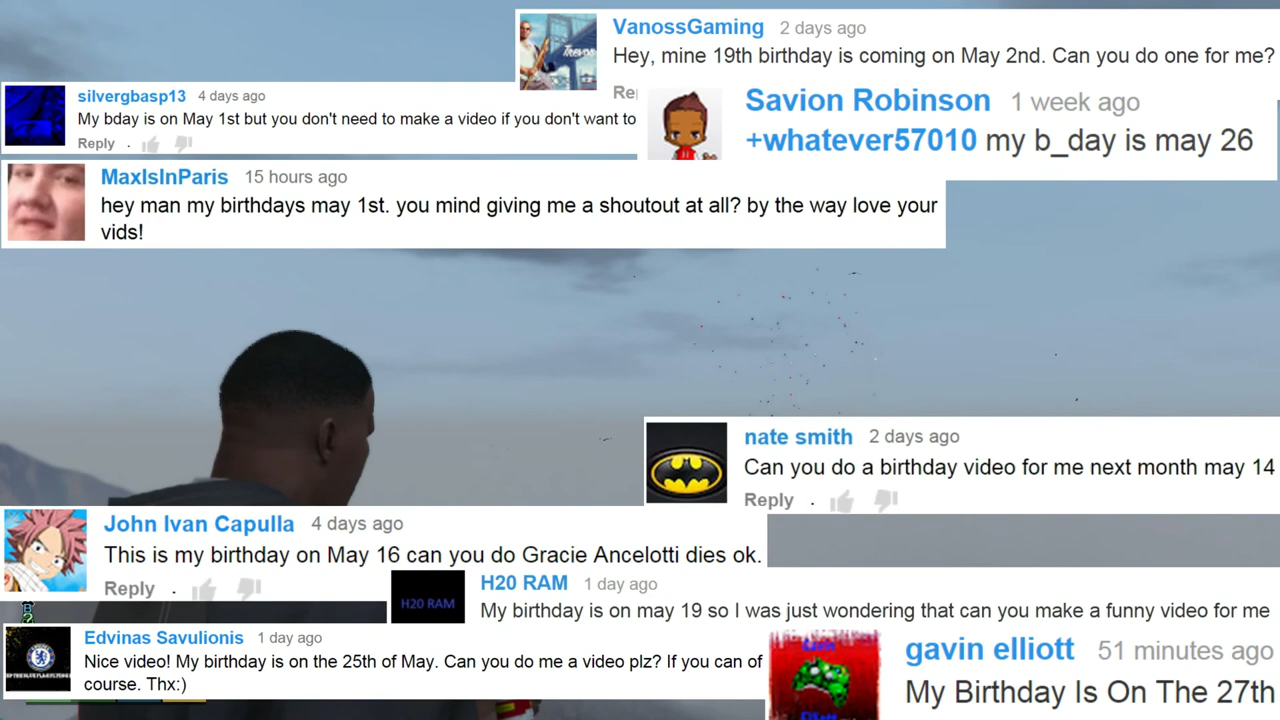 VanossGaming 2 days ago
Hey, mine 19th birthday is coming on May 2nd. Can you do one for me?
silvergbasp13 4 days ago
My bday is on May 1st but you don't need to make a video if you don't want to
Reply .
Savion Robinson 1 week ago
+whatever57010 my b_day is may 26
MaxIsInParis 15 hours ago
hey man my birthdays may 1st. you mind giving me a shoutout at all? by the way love your
vids!
nate smith 2 days ago
Can you do a birthday video for me next month may 14
Reply .
John Ivan Capulla 4 days ago
This is my birthday on May 16 can you do Gracie Ancelotti dies ok.
Reply .
H20 RAM
H20 RAM 1 day ago
My birthday is on may 19 so I was just wondering that can you make a funny video for me
Edvinas Savulionis 1 day ago
Nice video! My birthday is on the 25th of May. Can you do me a video plz? If you can of
course. Thx:)
gavin elliott 51 minutes ago
My Birthday Is On The 27th